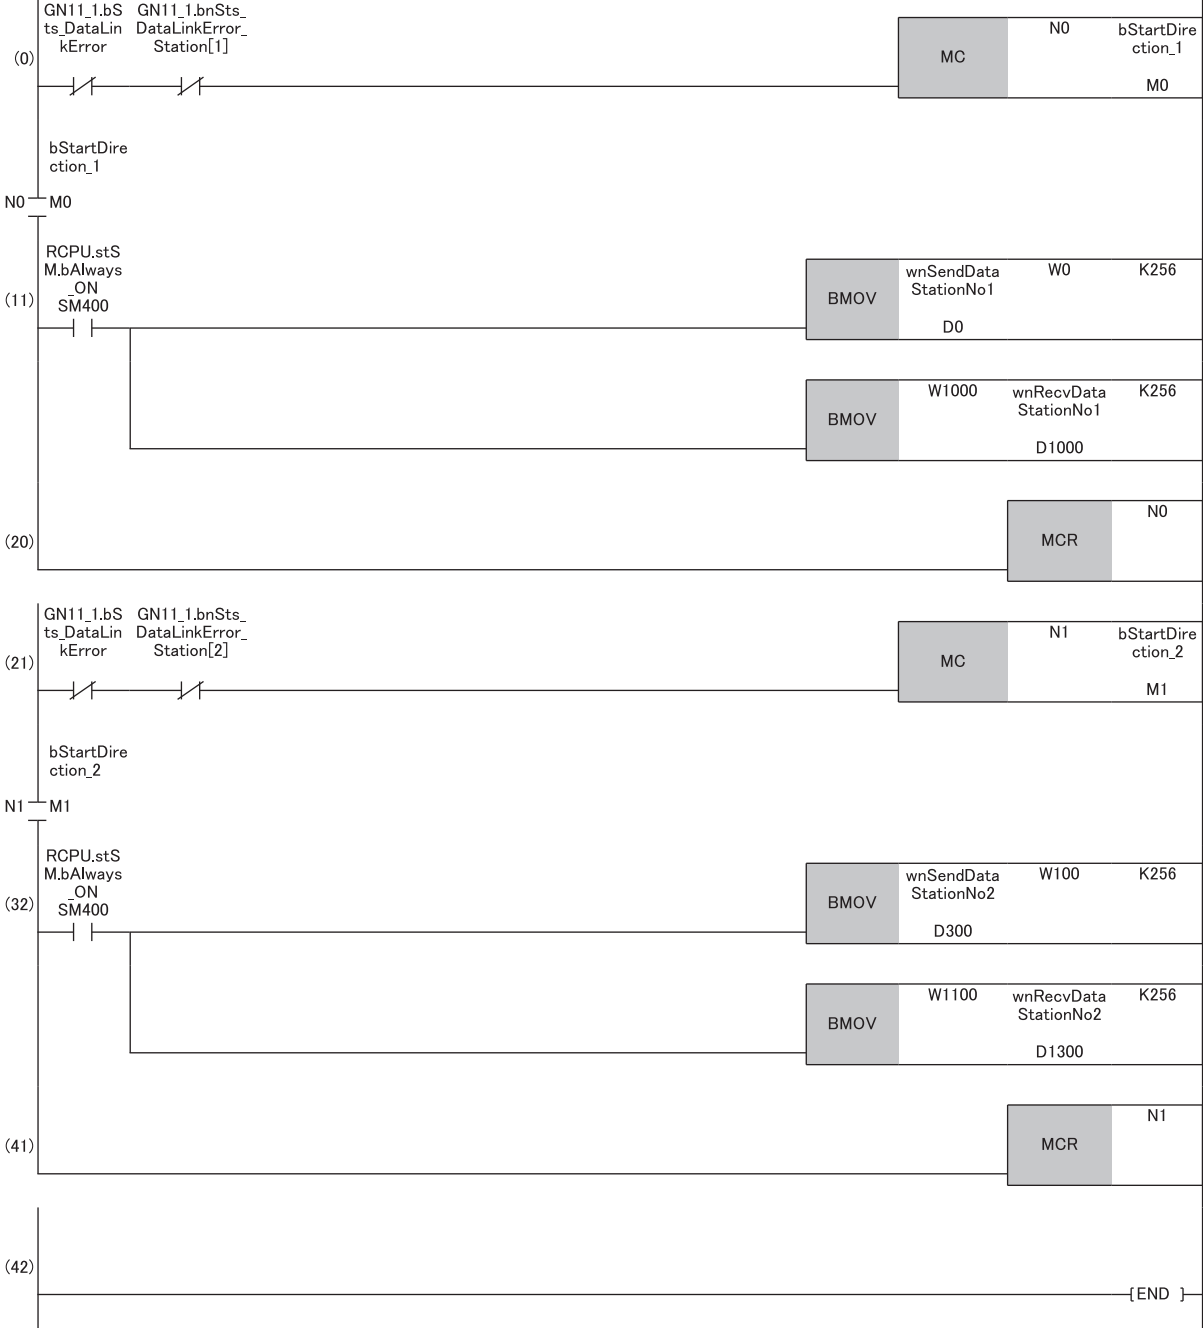 GN11_1.bS GN11_1.bnSts_
ts_DataLin DataLinkError_
kError Station[1]
(0)
MC N0 bStartDire
ction_1
M0
bStartDire
ction_1
N0 M0
RCPU.stS
M.bAlways
_ON
SM400
(11)
BMOV wnSendData W0 K256
StationNo1
D0
BMOV W1000 wnRecvData K256
StationNo1
D1000
(20)
MCR N0
GN11_1.bS GN11_1.bnSts_
ts_DataLin DataLinkError_
kError Station[2]
(21)
MC N1 bStartDire
ction_2
M1
bStartDire
ction_2
N1 M1
RCPU.stS
M.bAlways
_ON
SM400
(32)
BMOV wnSendData W100 K256
StationNo2
D300
BMOV W1100 wnRecvData K256
StationNo2
D1300
(41)
MCR N1
(42)
[END ]